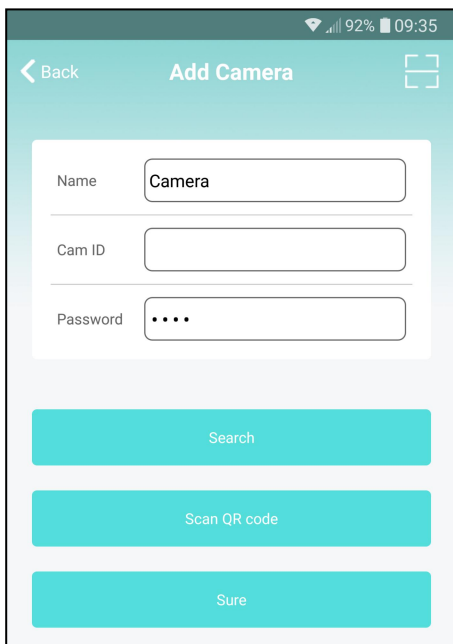 92% 09:35
Back Add Camera
Name Camera
Cam ID
Password ••••
Search
Scan QR code
Sure